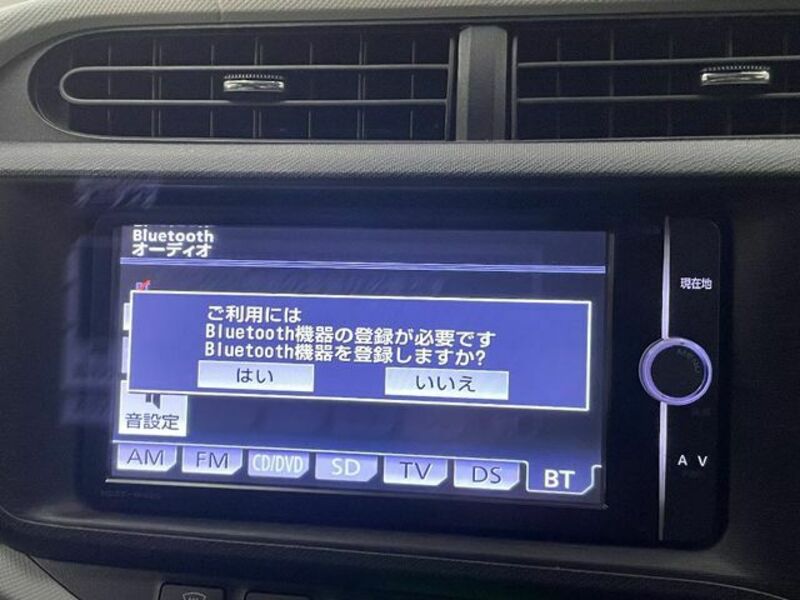 Bluetooth
オーディオ
現在地
ご利用には
Bluetooth機器の登録が必要です
Bluetooth機器を登録しますか?
はい
いいえ
音設定
AM
FM
CD/DVD
SD
TV
DS
BT
MENU
A V